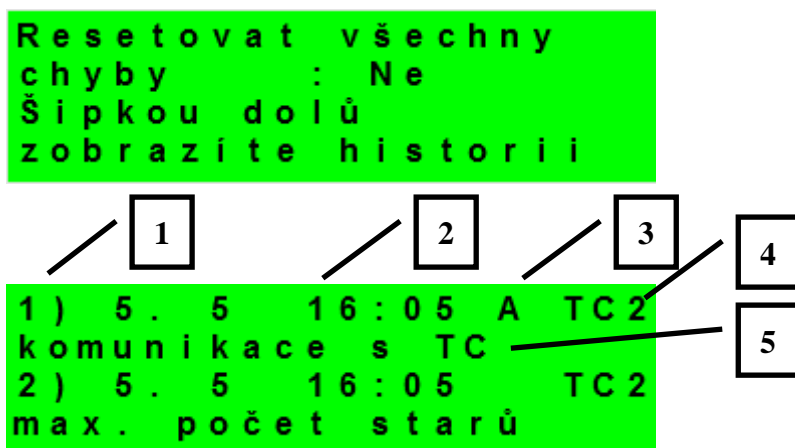 Resetovat všechny
chyby : Ne
Šipkou dolů
zobrazíte historii
1 2 3 4
1) 5. 5 16:05 A TC2
komunikace s TC 5
2) 5. 5 16:05 TC2
max. počet starů